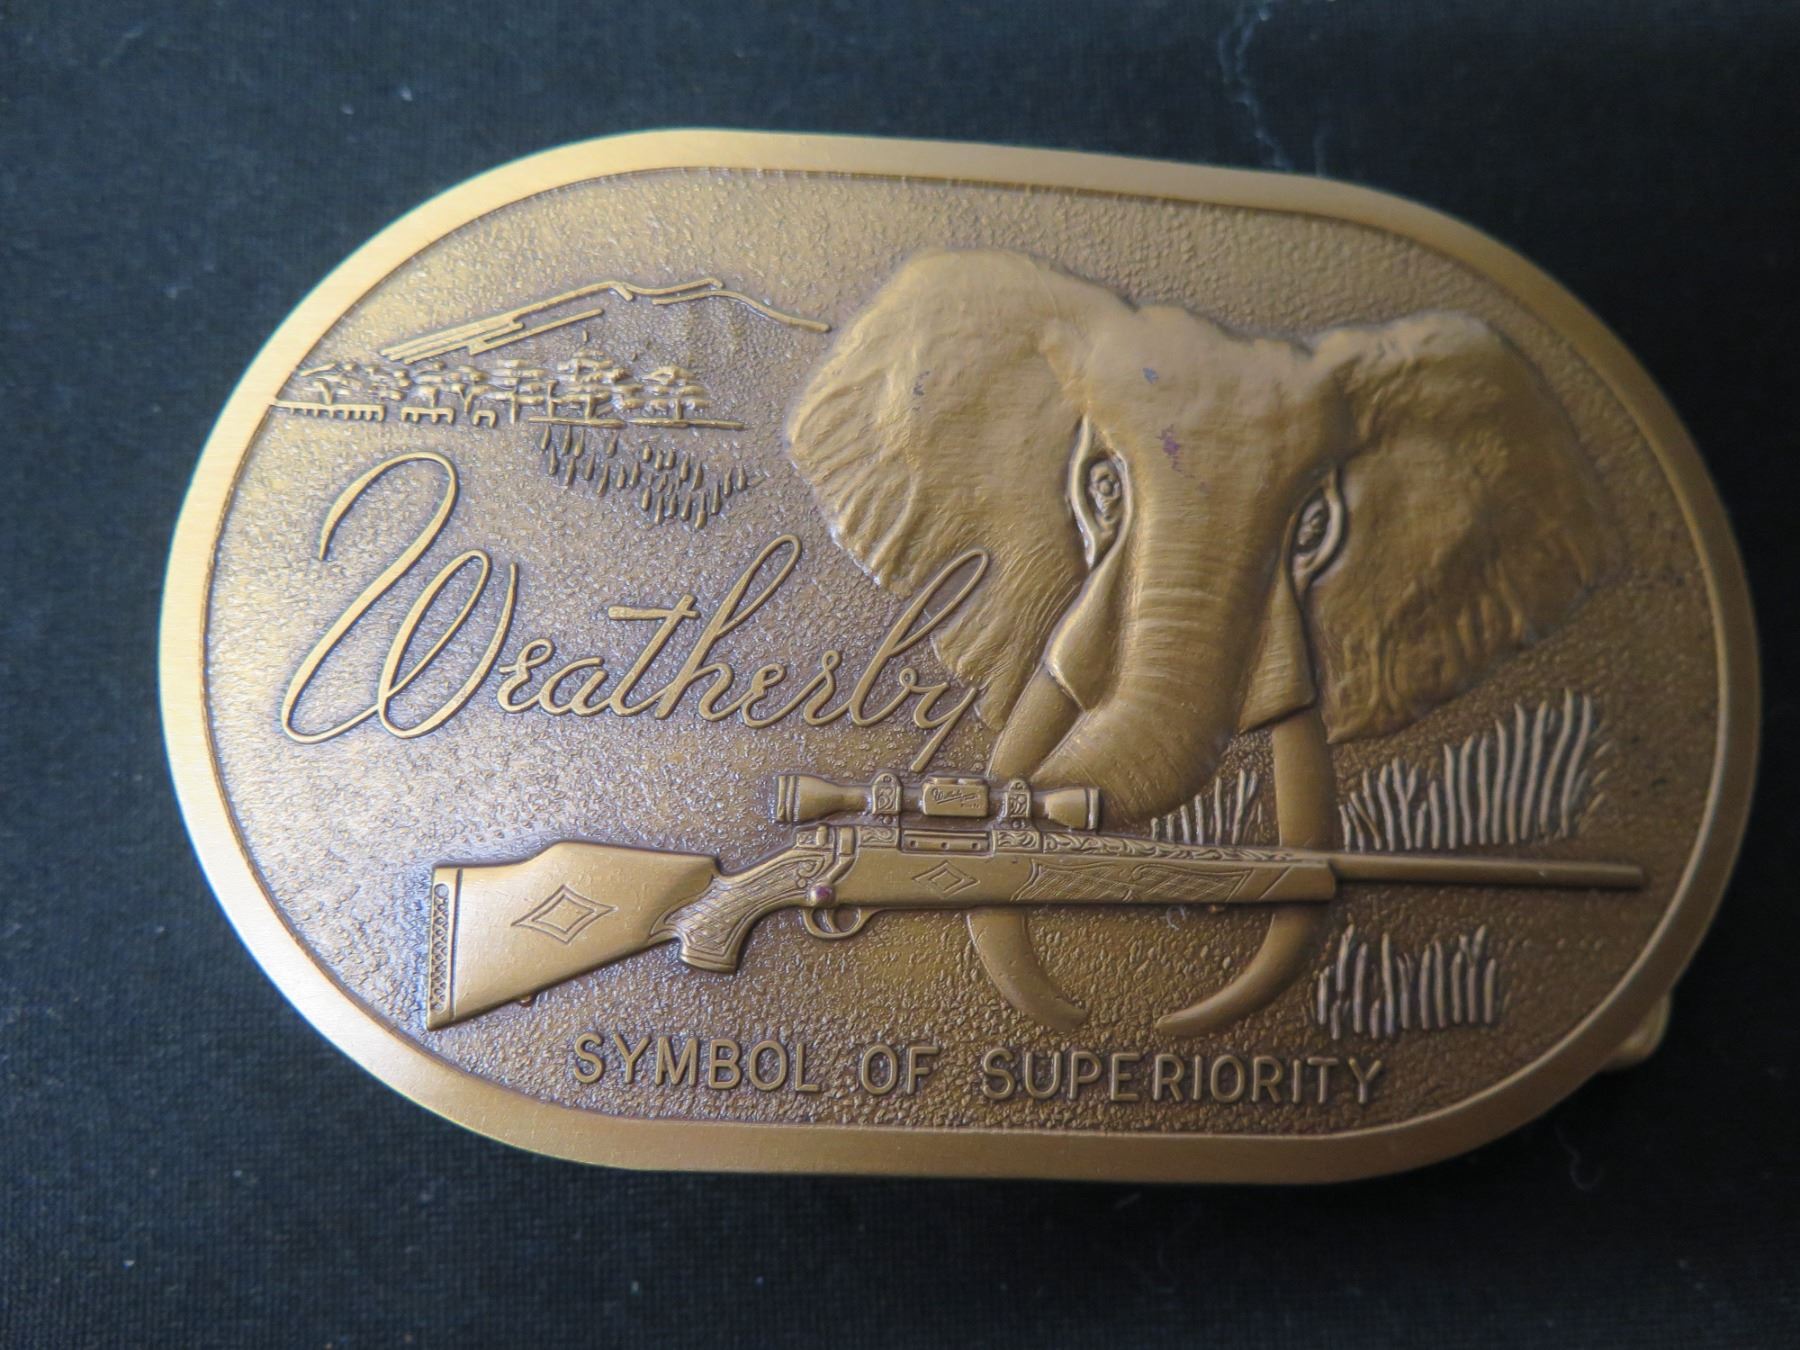 Weatherby
SYMBOL OF SUPERIORITY